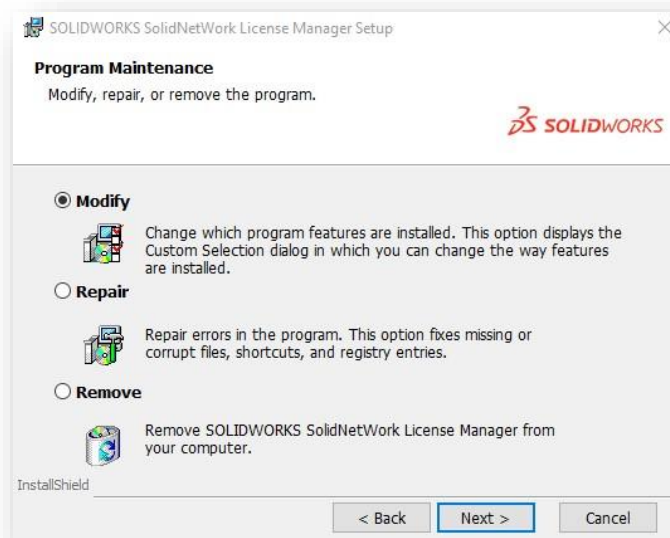 SOLIDWORKS SolidNetWork License Manager Setup
Program Maintenance
Modify, repair, or remove the program.
SOLIDWORKS
Modify
Change which program features are installed. This option displays the
Custom Selection dialog in which you can change the way features
are installed.
Repair
Repair errors in the program. This option fixes missing or
corrupt files, shortcuts, and registry entries.
Remove
Remove SOLIDWORKS SolidNetWork License Manager from
your computer.
InstallShield
< Back Next > Cancel